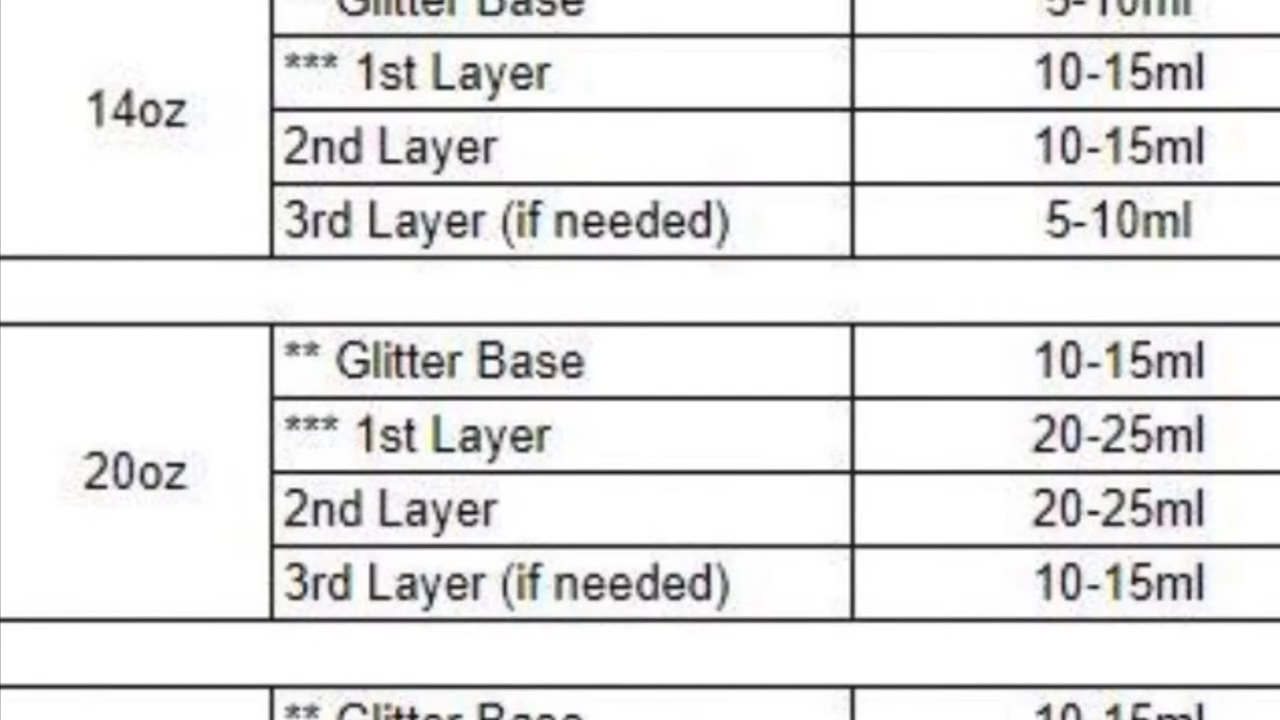 Glitter Base 5-10ml
14oz
*** 1st Layer 10-15ml
2nd Layer 10-15ml
3rd Layer (if needed) 5-10ml
20oz
** Glitter Base 10-15ml
*** 1st Layer 20-25ml
2nd Layer 20-25ml
3rd Layer (if needed) 10-15ml
** Glitter Base 10-15ml